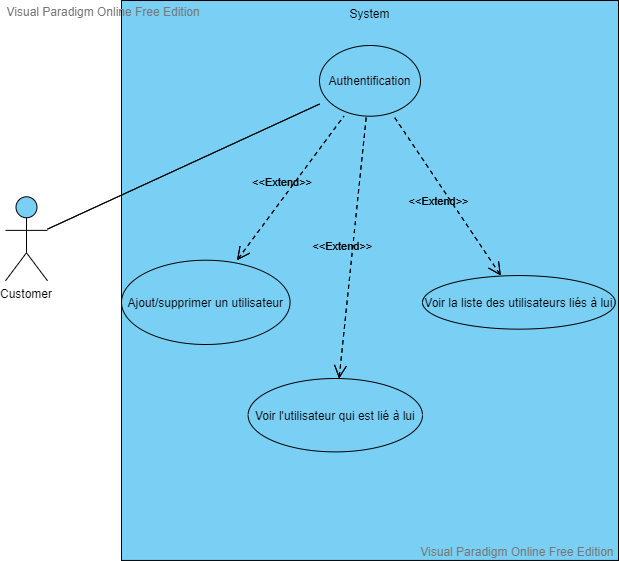 Visual Paradigm Online Free Edition
System
Authentification
<<Extend>>
<<Extend>>
<<Extend>>
Customer
Ajout/supprimer un utilisateur
Voir la liste des utilisateurs liés à lui
Voir l'utilisateur qui est lié à lui
Visual Paradigm Online Free Edition